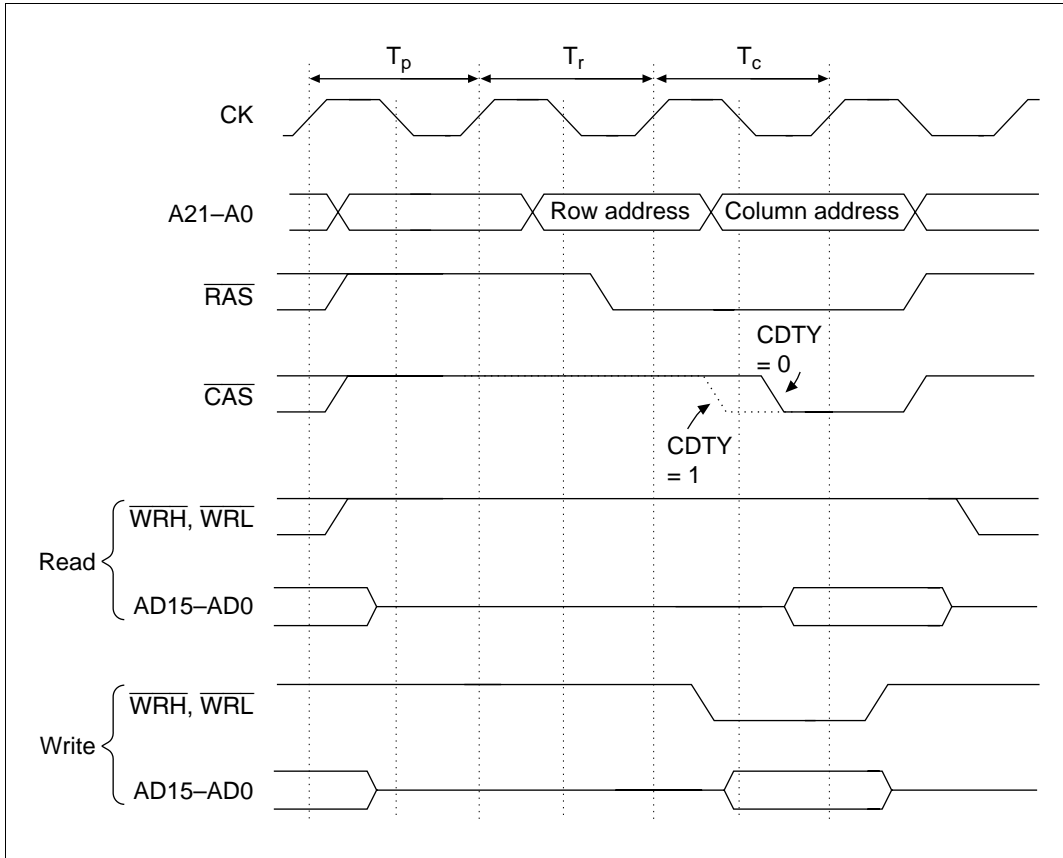 Tp Tr Tc
CK
A21–A0 Row address Column address
RAS
CDTY
= 0
CAS
CDTY
= 1
WRH, WRL
Read
AD15–AD0
WRH, WRL
Write
AD15–AD0